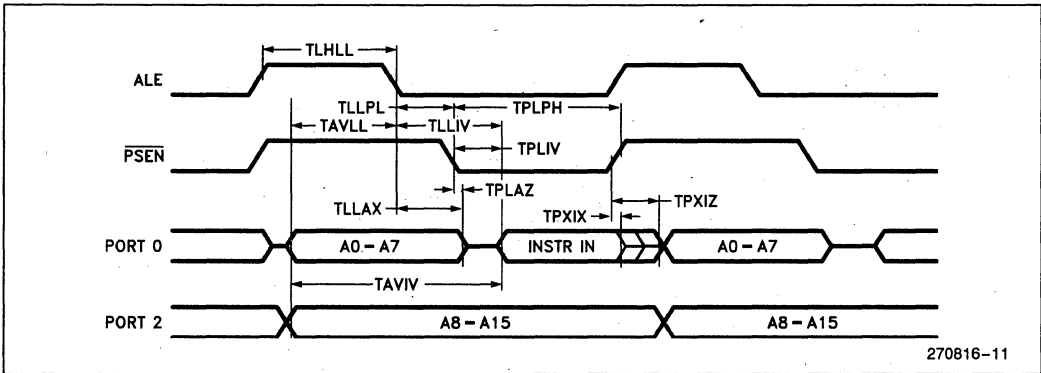 TLHLL
ALE
TLLPL TPLPH
TAVLL TLLIV
PSEN TPLIV
TPLAZ
TLLAX TPXIX TPXIZ
PORT 0 A0-A7 INSTR IN A0-A7
TAVIV
PORT 2 A8-A15 A8-A15
270816-11